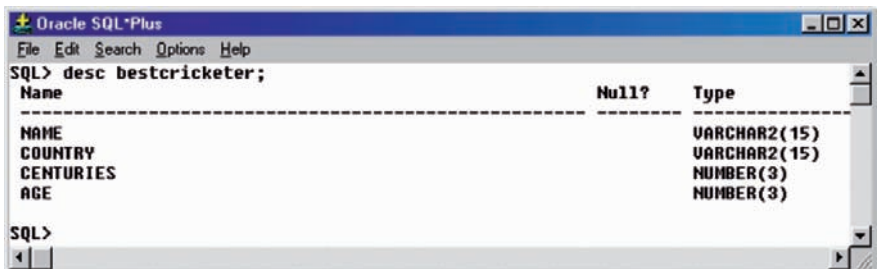 Oracle SQL*Plus
File Edit Search Options Help
SQL> desc bestcricketer;
Name Null? Type
----------------------------------------------------- -------- ---------------
NAME VARCHAR2(15)
COUNTRY VARCHAR2(15)
CENTURIES NUMBER(3)
AGE NUMBER(3)
SQL>